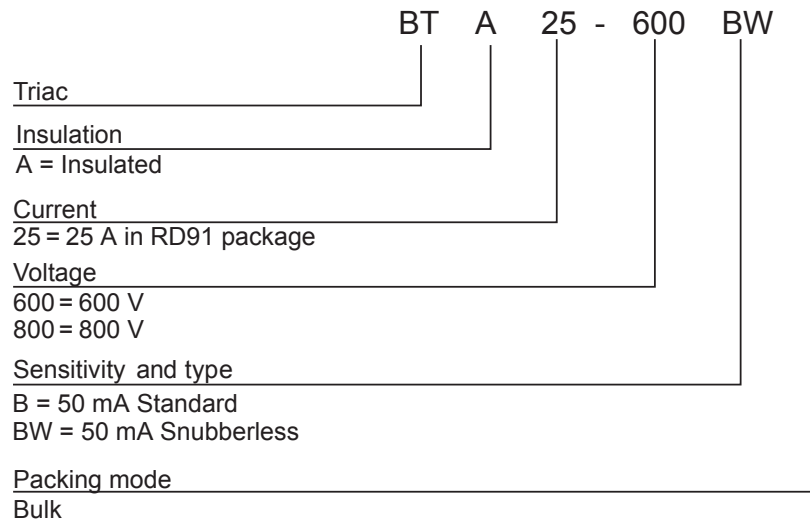 BT A 25 - 600 BW
Triac
Insulation
A = Insulated
Current
25 = 25 A in RD91 package
Voltage
600 = 600 V
800 = 800 V
Sensitivity and type
B = 50 mA Standard
BW = 50 mA Snubberless
Packing mode
Bulk